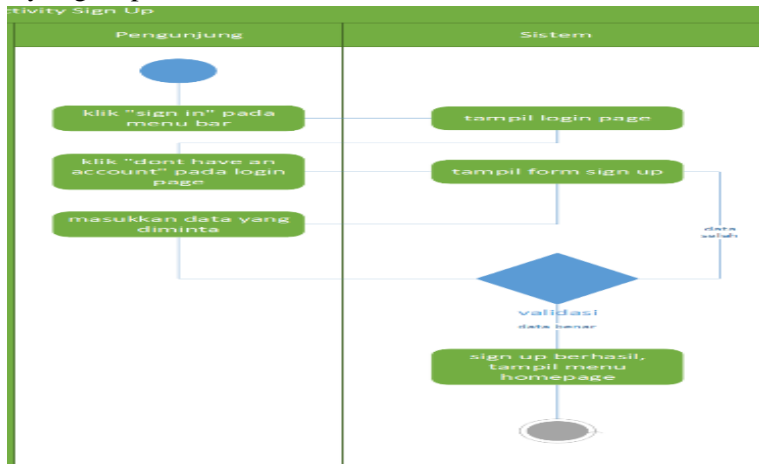 tivity Sign Up
Pengunjung
Sistem
klik "sign in" pada
menu bar
tampil login page
klik "dont have an
account" pada login
page
tampil form sign up
masukkan data yang
diminta
data
salah
validasi
data benar
sign up berhasil,
tampil menu
homepage